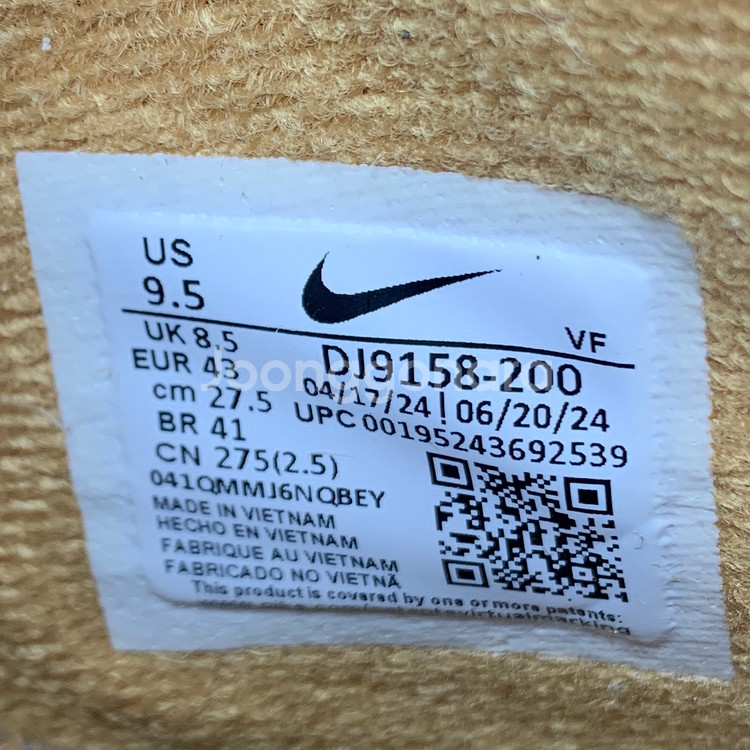 US
9.5
VF
UK 8.5
DJ9158-200
EUR 43
04/17/24 | 06/20/24
cm 27.5
UPC 00195243692539
BR 41
CN 275(2.5)
041QMMJ6NQBEY
MADE IN VIETNAM
HECHO EN VIETNAM
FABRIQUE AU VIETNAM
FABRICADO NO VIETNÃ
This product is covered by one or more patents: